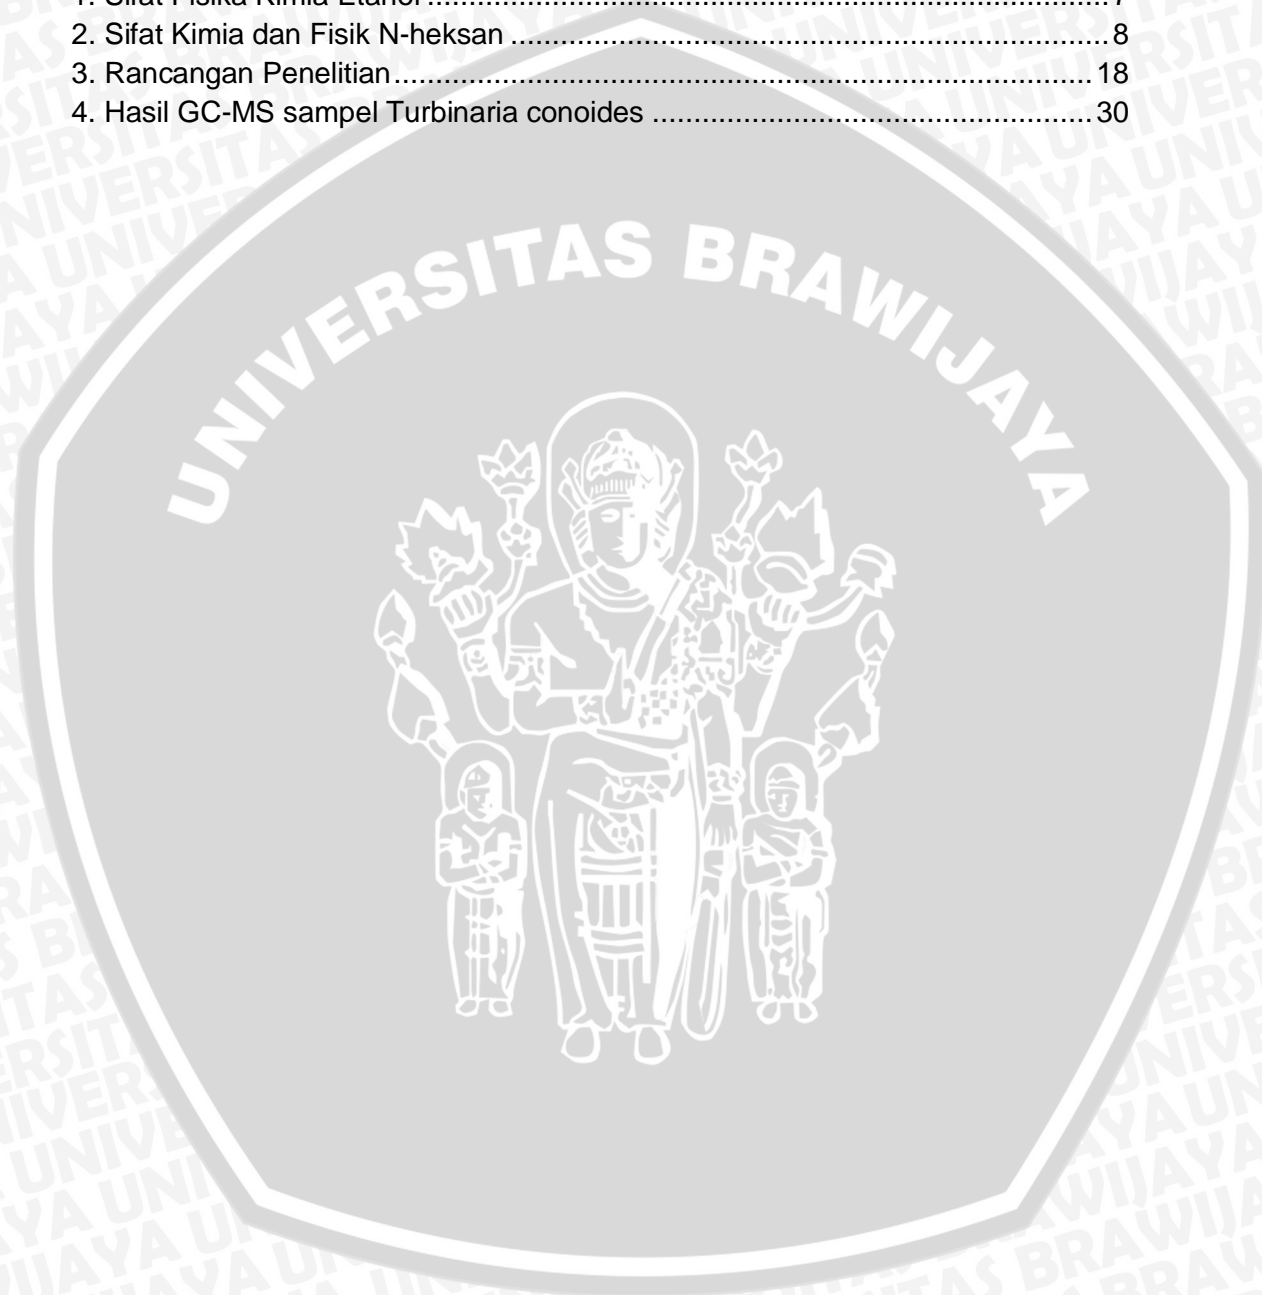 1. Sifat Fisika Kimia Etanol ................................................................................... 7
2. Sifat Kimia dan Fisik N-heksan ......................................................................... 8
3. Rancangan Penelitian ..................................................................................... 18
4. Hasil GC-MS sampel Turbinaria conoides ..................................................... 30
UNIVERSITAS BRAWIJAYA